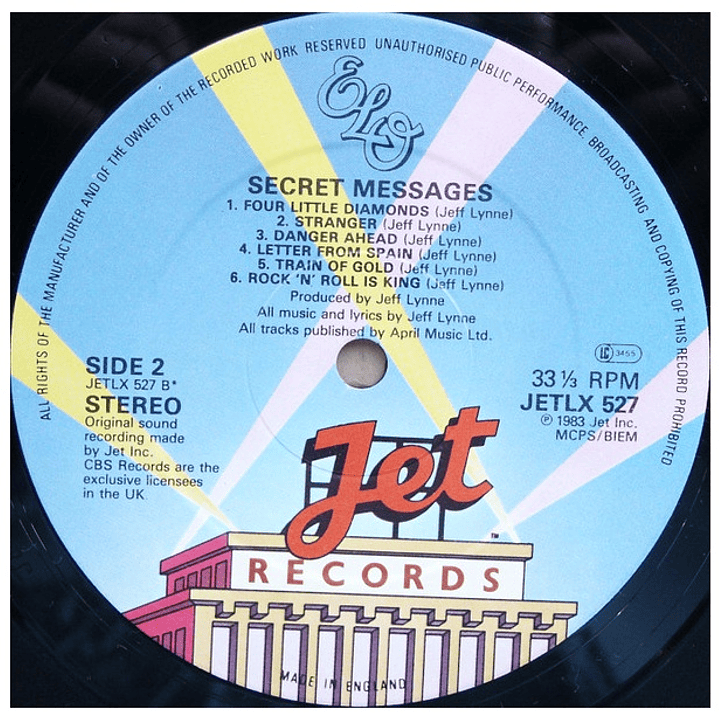 ALL RIGHTS OF THE MANUFACTURER AND OF THE OWNER OF THE RECORDED WORK RESERVED UNAUTHORISED PUBLIC PERFORMANCE, BROADCASTING AND COPYING OF THIS RECORD PROHIBITED
ELO
SECRET MESSAGES
1. FOUR LITTLE DIAMONDS (Jeff Lynne)
2. STRANGER (Jeff Lynne)
3. DANGER AHEAD (Jeff Lynne)
4. LETTER FROM SPAIN (Jeff Lynne)
5. TRAIN OF GOLD (Jeff Lynne)
6. ROCK 'N' ROLL IS KING (Jeff Lynne)
Produced by Jeff Lynne
All music and lyrics by Jeff Lynne
All tracks published by April Music Ltd.
SIDE 2
JETLX 527 B*
STEREO
Original sound
recording made
by Jet Inc.
CBS Records are the
exclusive licensees
in the UK
LC 3455
33⅓ RPM
JETLX 527
℗ 1983 Jet Inc.
MCPS/BIEM
Jet
TM
RECORDS
MADE IN ENGLAND